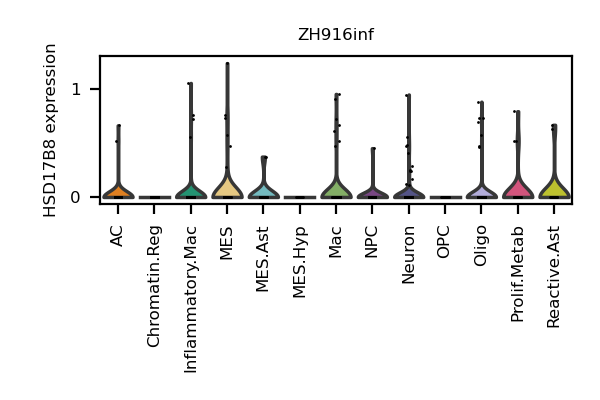 ZH916inf
HSD17B8 expression
1
0
AC
Chromatin.Reg
Inflammatory.Mac
MES
MES.Ast
MES.Hyp
Mac
NPC
Neuron
OPC
Oligo
Prolif.Metab
Reactive.Ast